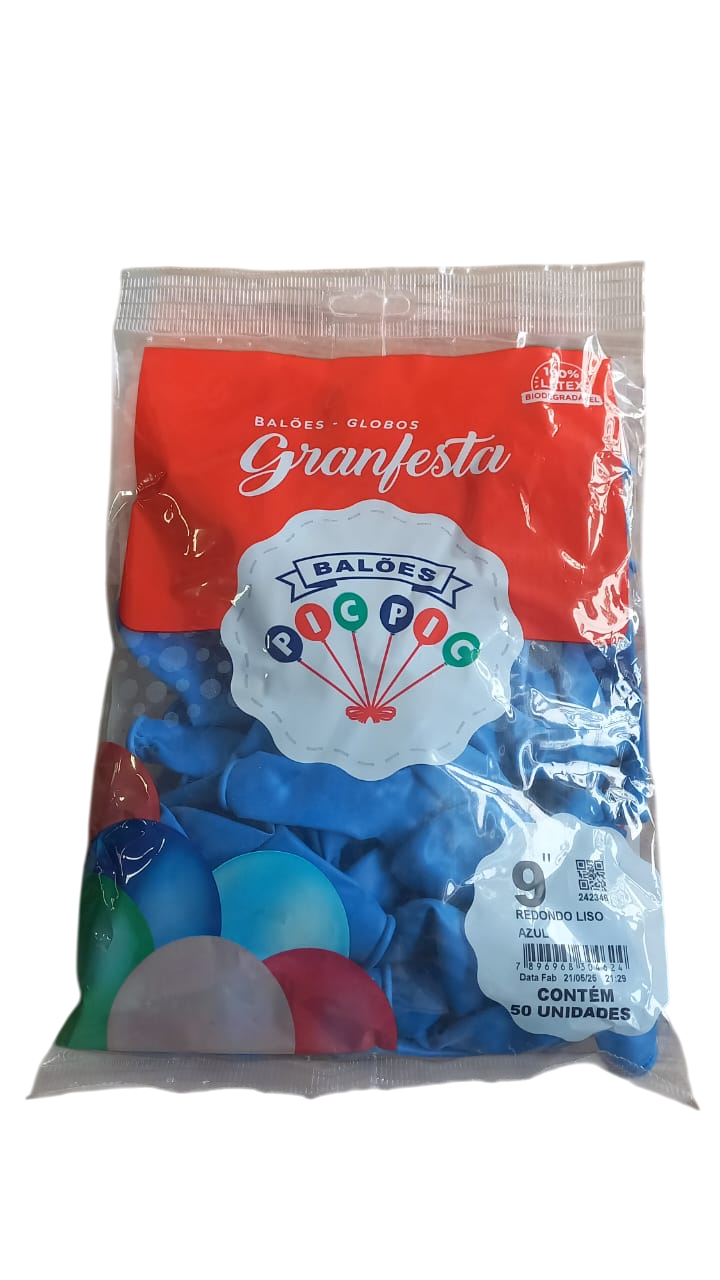 100%
LÁTEX
BIODEGRADÁVEL
BALÕES - GLOBOS
Granfesta
BALÕES
PIC PIC
9"
242346
REDONDO LISO
AZUL
7 896968 304624
Data Fab 21/05/25 21:29
CONTÉM
50 UNIDADES